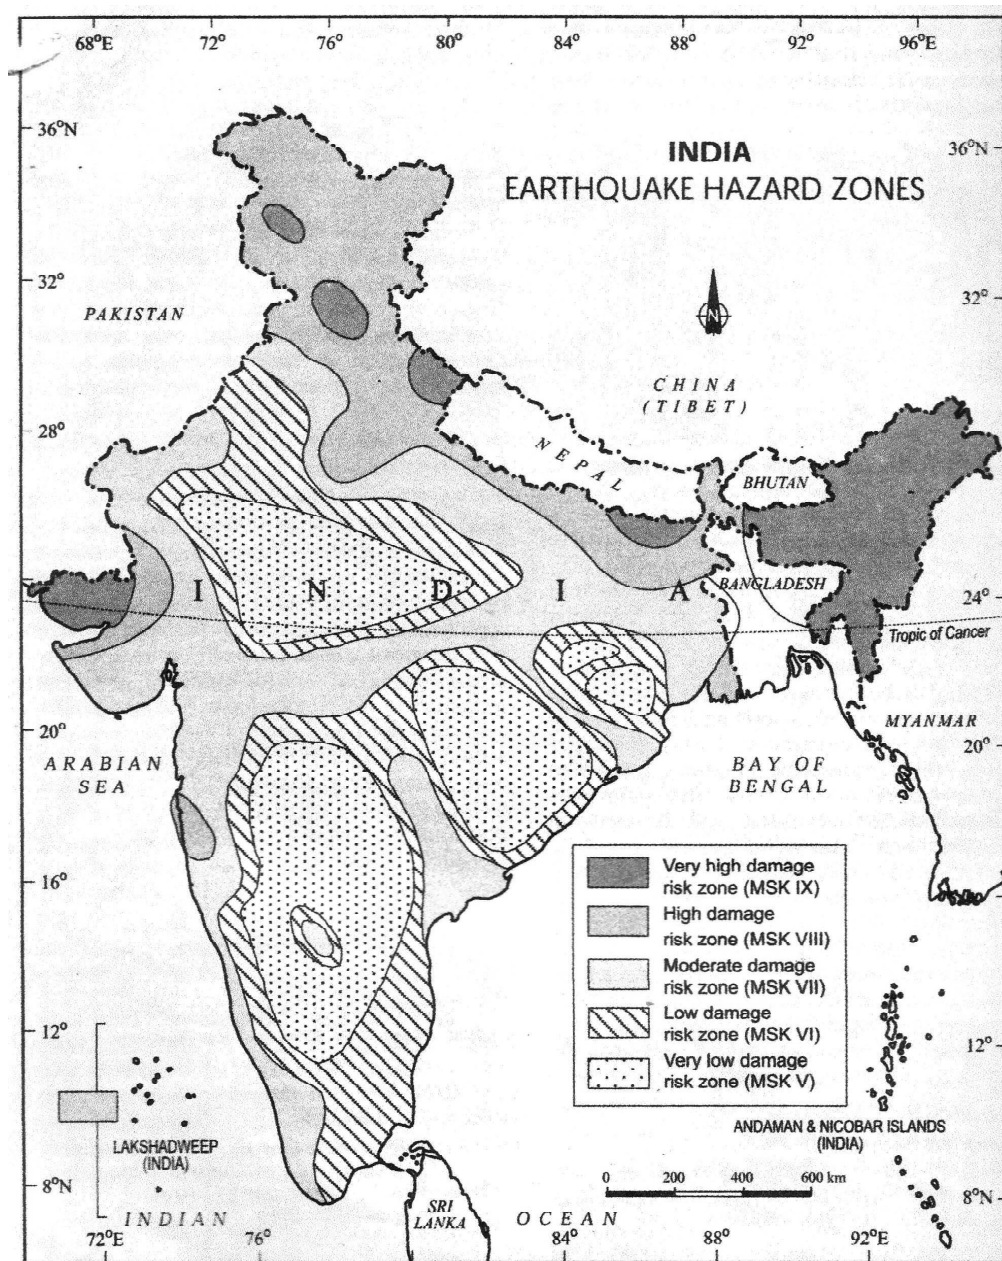 68°E 72° 76° 80° 84° 88° 92° 96°E
36°N
INDIA
36°N
EARTHQUAKE HAZARD ZONES
32°
32°
PAKISTAN
N
CHINA
(TIBET)
28°
28°
NEPAL
BHUTAN
I N D I A
BANGLADESH
24°
24°
Tropic of Cancer
20°
MYANMAR
20°
ARABIAN
SEA
BAY OF
BENGAL
Very high damage
risk zone (MSK IX)
16°
16°
High damage
risk zone (MSK VIII)
Moderate damage
risk zone (MSK VII)
Low damage
risk zone (MSK VI)
12°
12°
Very low damage
risk zone (MSK V)
LAKSHADWEEP
(INDIA)
ANDAMAN & NICOBAR ISLANDS
(INDIA)
8°N
0 200 400 600 km
8°N
SRI
LANKA
INDIAN OCEAN
72°E 76° 84° 88° 92°E